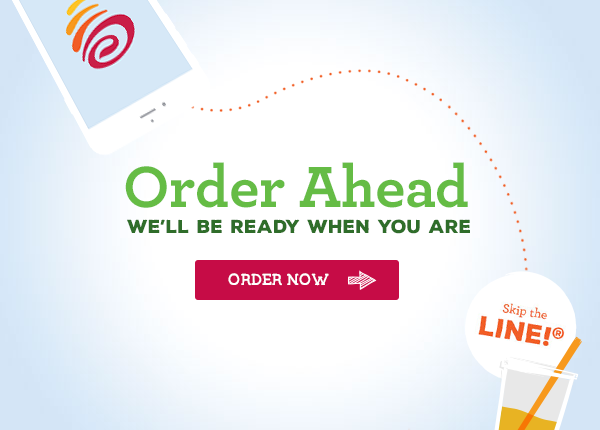 Order Ahead
WE'LL BE READY WHEN YOU ARE
ORDER NOW
Skip the
LINE!®